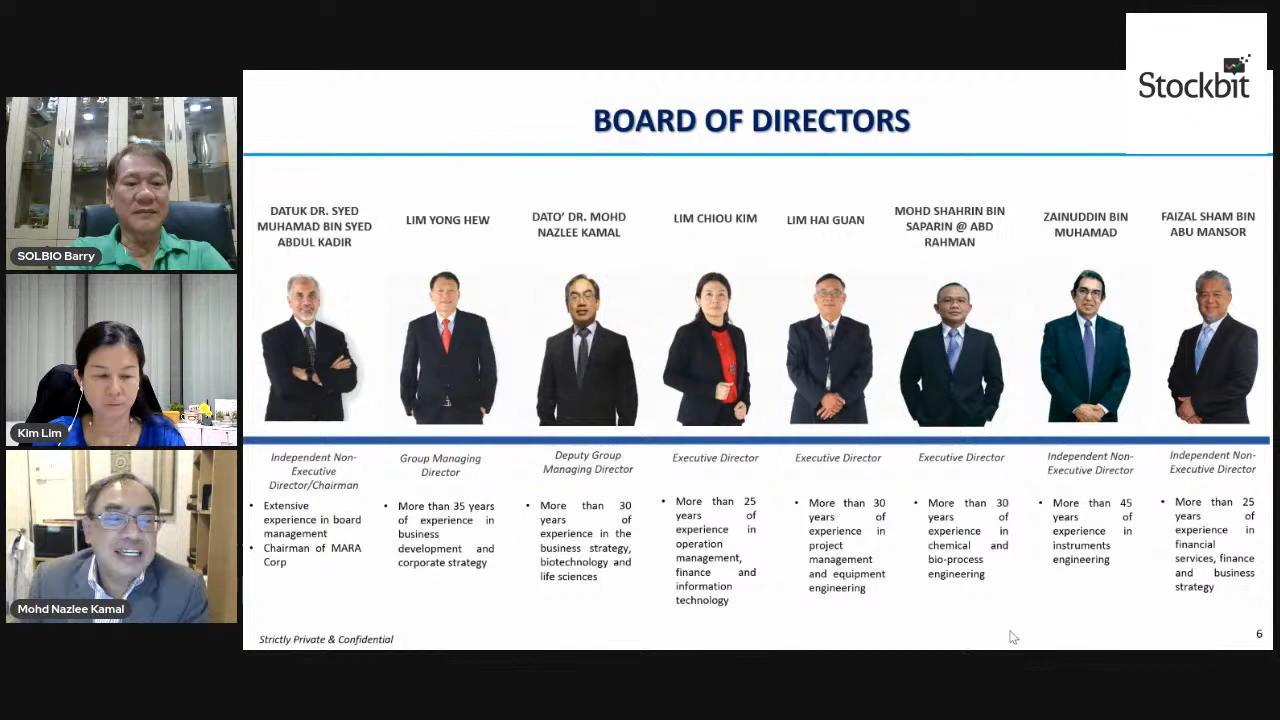 Stockbit
BOARD OF DIRECTORS
SOLBIO Barry
Kim Lim
Mohd Nazlee Kamal
DATUK DR. SYED
MUHAMAD BIN SYED
ABDUL KADIR
LIM YONG HEW
DATO' DR. MOHD
NAZLEE KAMAL
LIM CHIOU KIM
LIM HAI GUAN
MOHD SHAHRIN BIN
SAPARIN @ ABD
RAHMAN
ZAINUDDIN BIN
MUHAMAD
FAIZAL SHAM BIN
ABU MANSOR
Independent Non-
Executive
Director/Chairman
• Extensive
experience in board
management
• Chairman of MARA
Corp
Group Managing
Director
• More than 35 years
of experience in
business
development and
corporate strategy
Deputy Group
Managing Director
• More than 30
years of
experience in the
business strategy,
biotechnology and
life sciences
Executive Director
• More than 25
years of
experience in
operation
management,
finance and
information
technology
Executive Director
• More than 30
years of
experience in
project
management
and equipment
engineering
Executive Director
• More than 30
years of
experience in
chemical and
bio-process
engineering
Independent Non-
Executive Director
• More than 45
years of
experience in
instruments
engineering
Independent Non-
Executive Director
• More than 25
years of
experience in
financial
services, finance
and business
strategy
Strictly Private & Confidential
6